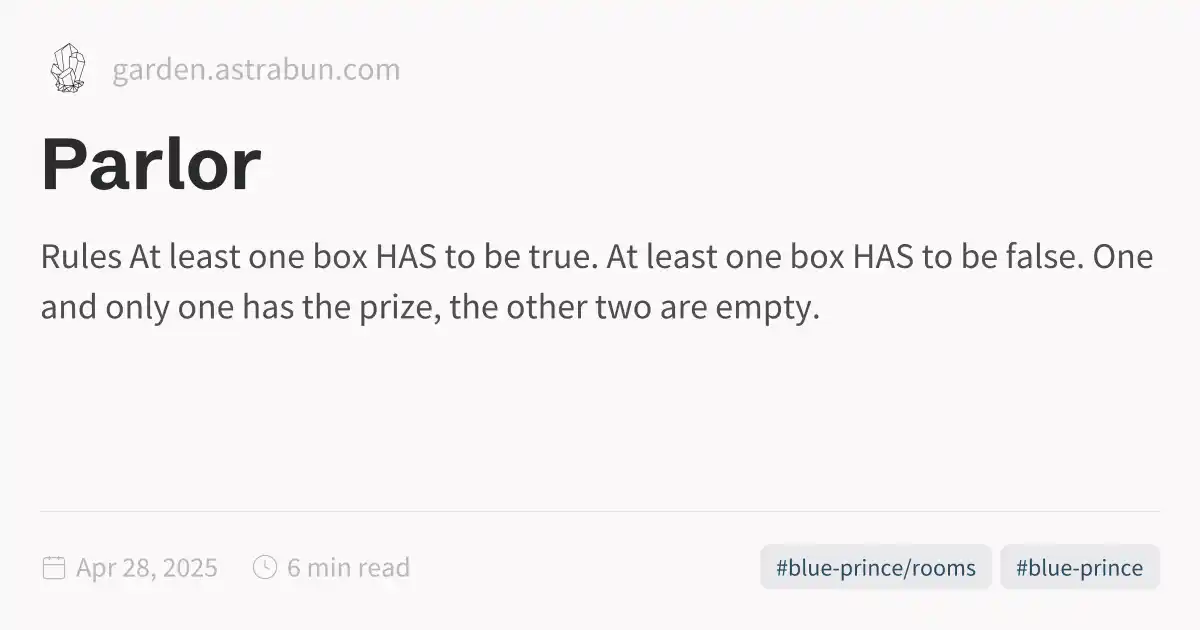 garden.astrabun.com
Parlor
Rules At least one box HAS to be true. At least one box HAS to be false. One
and only one has the prize, the other two are empty.
Apr 28, 2025 6 min read #blue-prince/rooms #blue-prince